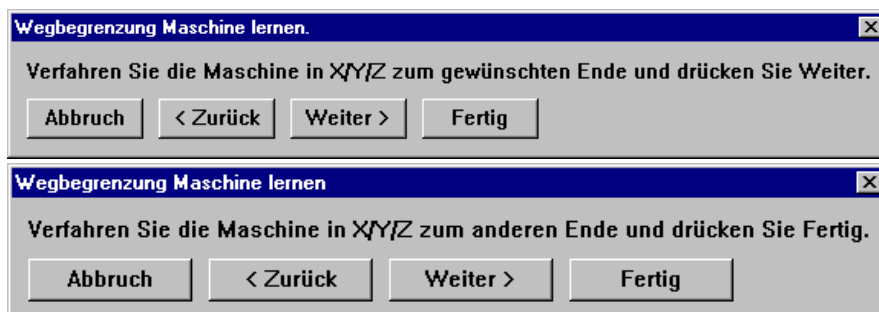 Wegbegrenzung Maschine lernen.
Verfahren Sie die Maschine in X/Y/Z zum gewünschten Ende und drücken Sie Weiter.
Abbruch < Zurück Weiter > Fertig
Wegbegrenzung Maschine lernen
Verfahren Sie die Maschine in X/Y/Z zum anderen Ende und drücken Sie Fertig.
Abbruch < Zurück Weiter > Fertig